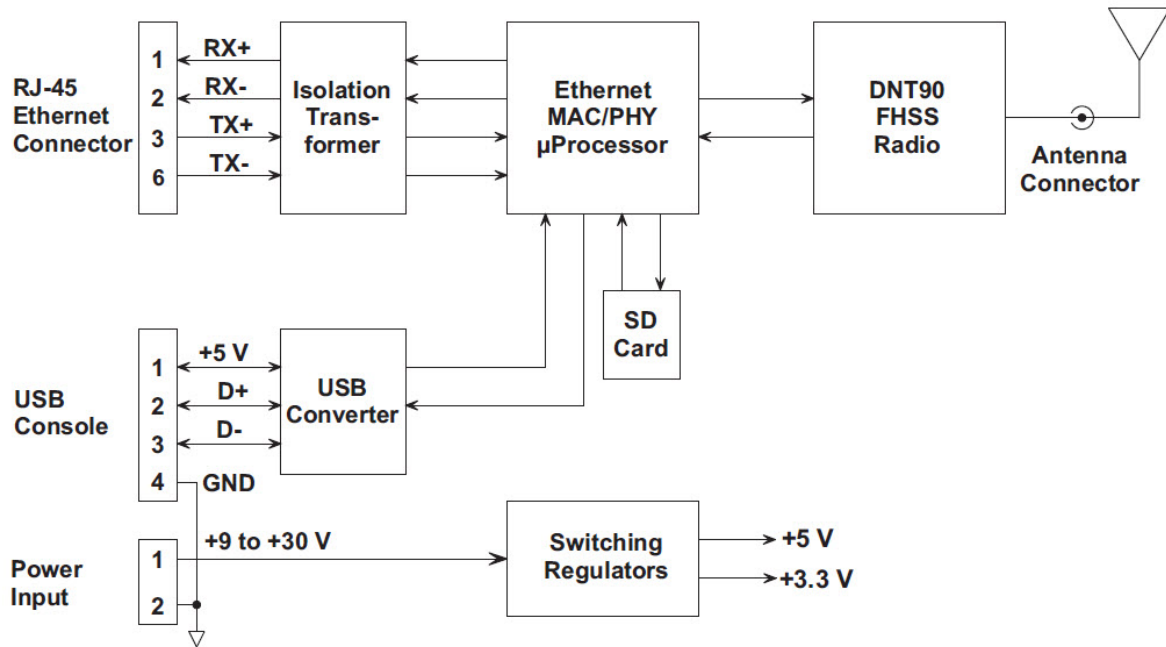 RJ-45
Ethernet
Connector
1
2
3
6
RX+
RX-
TX+
TX-
Isolation
Trans-
former
Ethernet
MAC/PHY
µProcessor
DNT90
FHSS
Radio
Antenna
Connector
SD
Card
USB
Console
1
2
3
4
+5 V
D+
D-
GND
USB
Converter
Power
Input
1
2
+9 to +30 V
Switching
Regulators
+5 V
+3.3 V